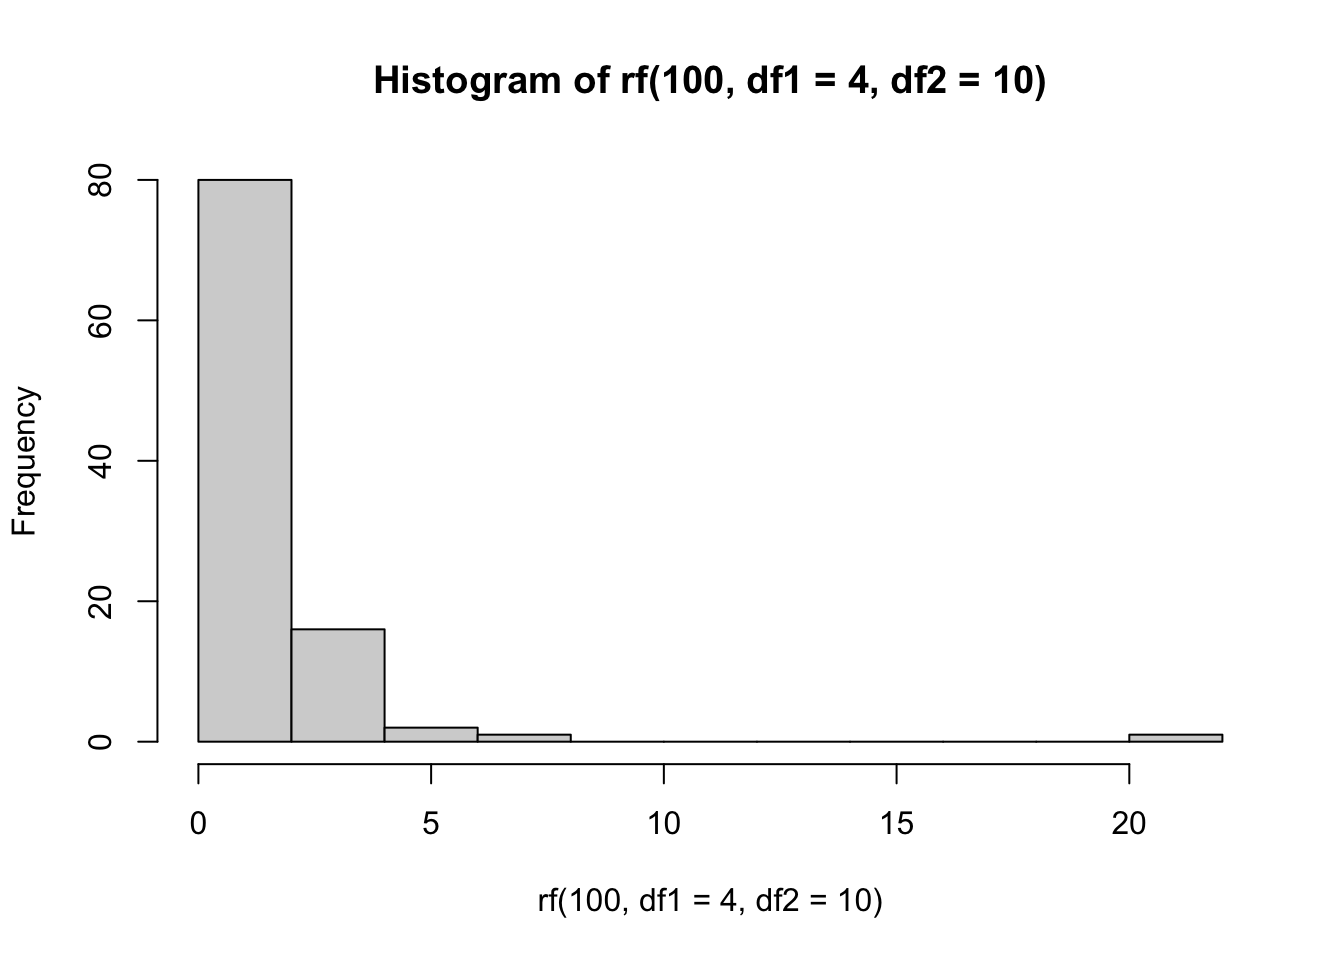 Histogram of rf(100, df1 = 4, df2 = 10)
80
60
40
20
0
Frequency
0 5 10 15 20
rf(100, df1 = 4, df2 = 10)